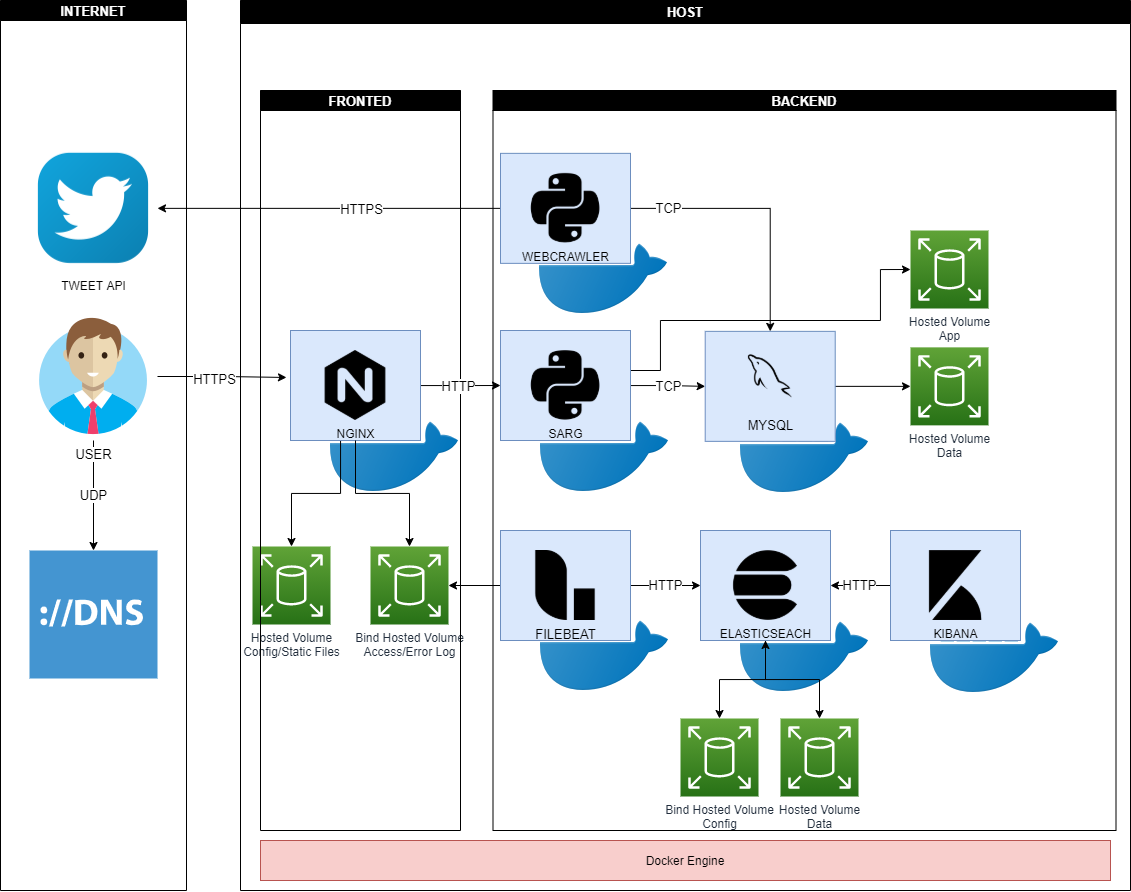 INTERNET
HOST
FRONTED
BACKEND
HTTPS
TCP
WEBCRAWLER
TWEET API
Hosted Volume
App
HTTPS
HTTP
TCP
NGINX
SARG
MYSQL
Hosted Volume
Data
USER
UDP
://DNS
Hosted Volume
Config/Static Files
Bind Hosted Volume
Access/Error Log
HTTP
HTTP
FILEBEAT
ELASTICSEACH
KIBANA
Bind Hosted Volume
Config
Hosted Volume
Data
Docker Engine